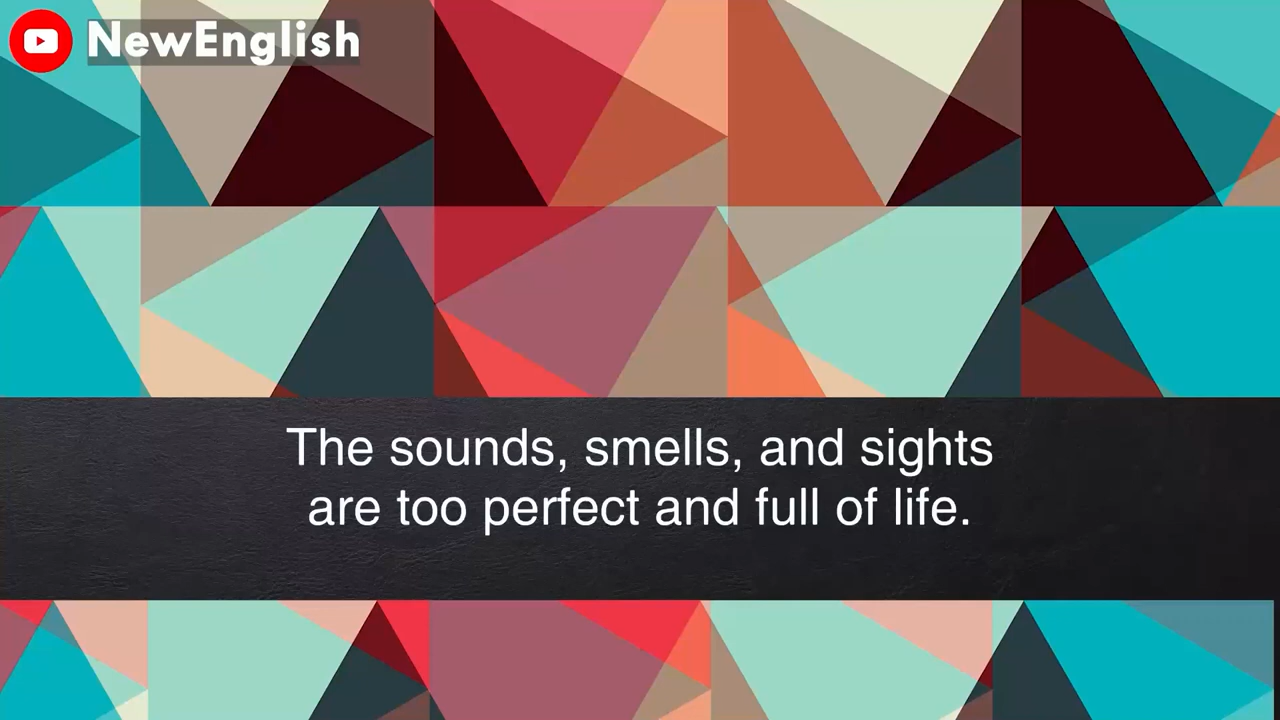 NewEnglish
The sounds, smells, and sights
are too perfect and full of life.